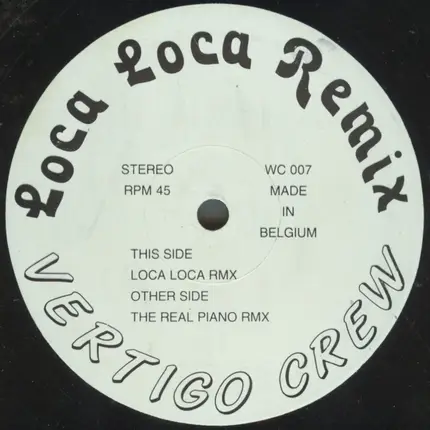 Loca Loca Remix
STEREO
RPM 45
WC 007
MADE
IN
BELGIUM
THIS SIDE
LOCA LOCA RMX
OTHER SIDE
THE REAL PIANO RMX
VERTIGO CREW